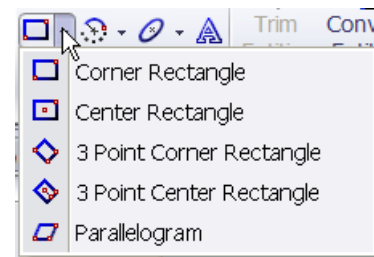 Trim Conv
Corner Rectangle
Center Rectangle
3 Point Corner Rectangle
3 Point Center Rectangle
Parallelogram